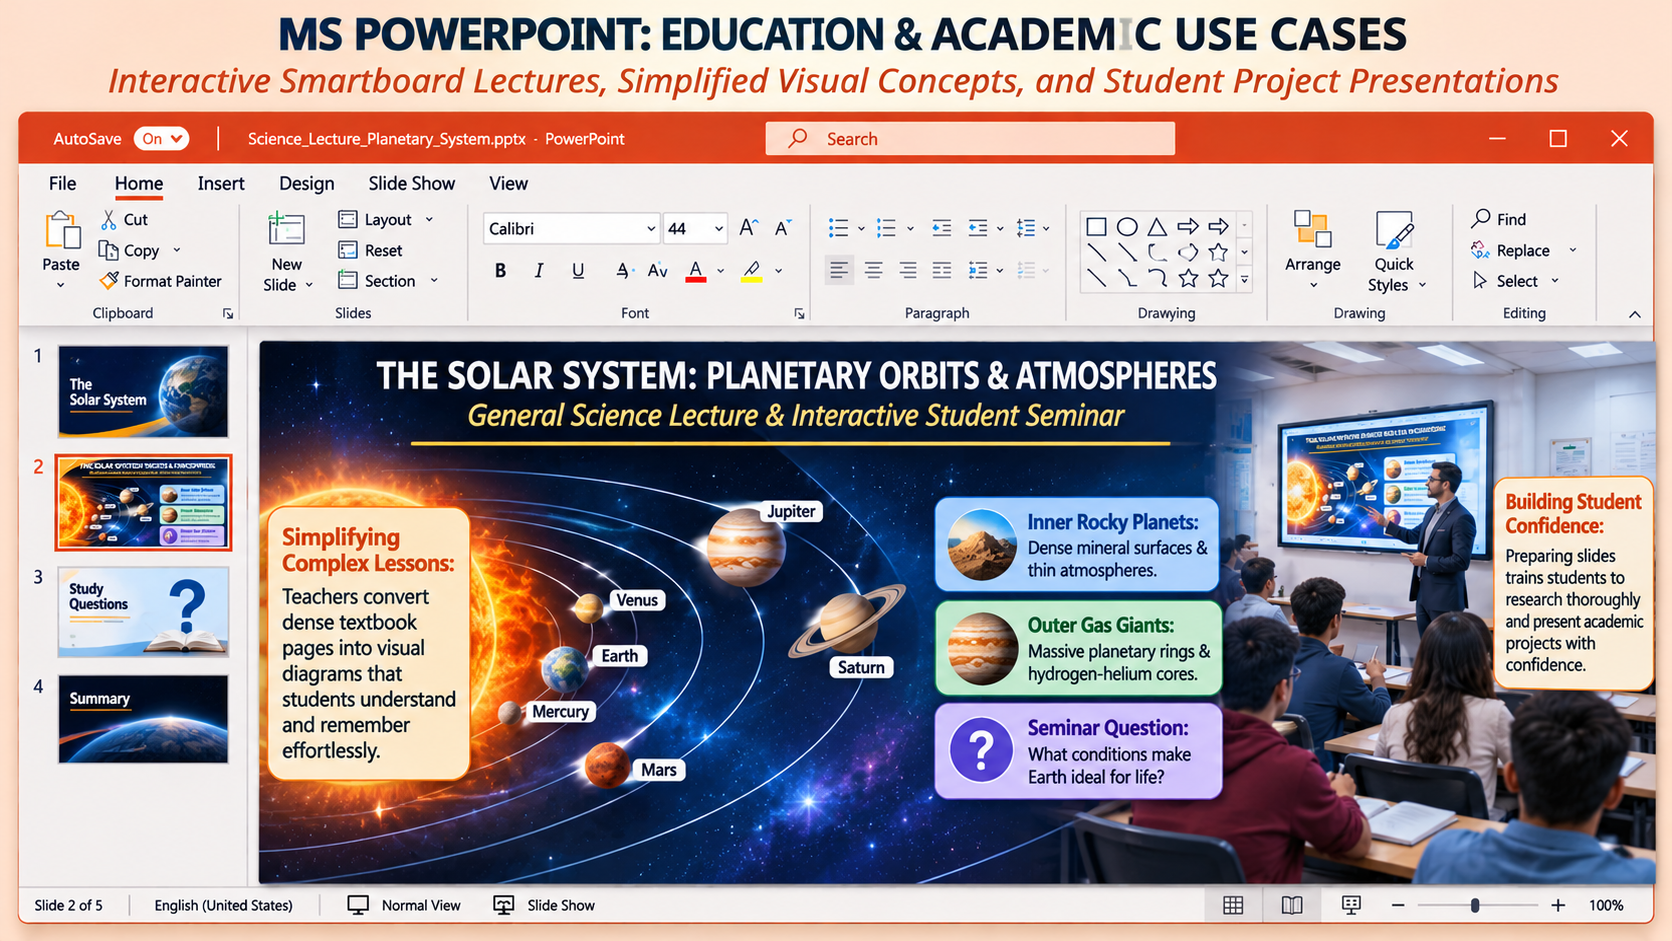 MS POWERPOINT: EDUCATION & ACADEMIC USE CASES
Interactive Smartboard Lectures, Simplified Visual Concepts, and Student Project Presentations
AutoSave On Science_Lecture_Planetary_System.pptx - PowerPoint Search
File Home Insert Design Slide Show View
Paste
Cut
Copy
Format Painter
Clipboard
New
Slide
Layout
Reset
Section
Slides
Calibri 44
B I U A Av A
Font
Paragraph
Drawying
Arrange
Quick
Styles
Drawing
Find
Replace
Select
Editing
1
The
Solar System
2
3
Study
Questions
?
4
Summary
THE SOLAR SYSTEM: PLANETARY ORBITS & ATMOSPHERES
General Science Lecture & Interactive Student Seminar
Simplifying
Complex Lessons:
Teachers convert
dense textbook
pages into visual
diagrams that
students understand
and remember
effortlessly.
Jupiter
Venus
Earth
Saturn
Mercury
Mars
Inner Rocky Planets:
Dense mineral surfaces &
thin atmospheres.
Outer Gas Giants:
Massive planetary rings &
hydrogen-helium cores.
?
Seminar Question:
What conditions make
Earth ideal for life?
Building Student
Confidence:
Preparing slides
trains students to
research thoroughly
and present academic
projects with
confidence.
Slide 2 of 5 English (United States) Normal View Slide Show 100%